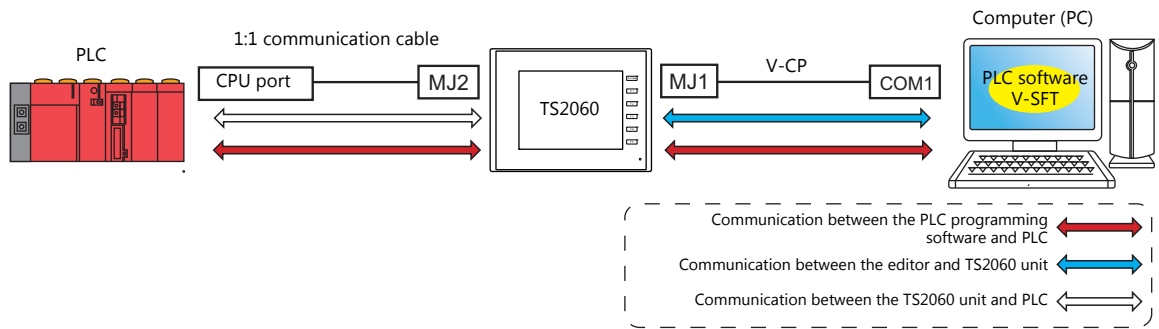 Computer (PC)
PLC
1:1 communication cable
CPU port
MJ2
TS2060
MJ1
V-CP
COM1
PLC software
V-SFT
Communication between the PLC programming
software and PLC
Communication between the editor and TS2060 unit
Communication between the TS2060 unit and PLC